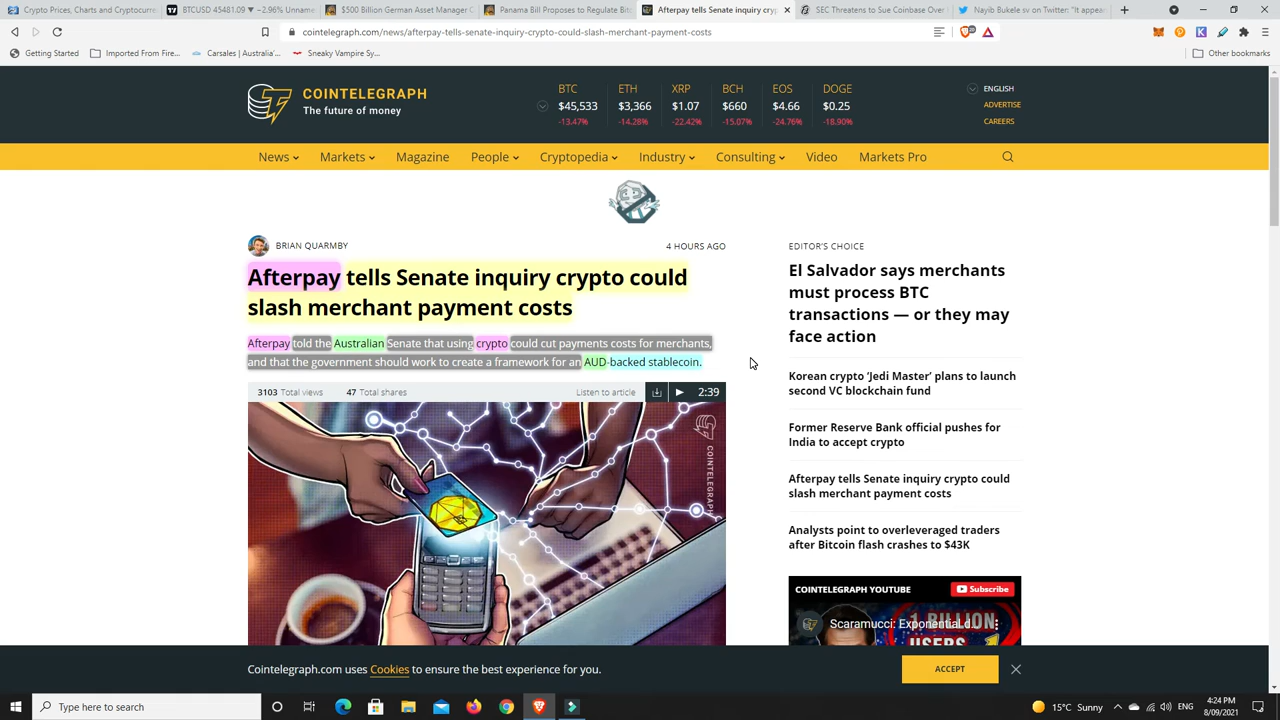 Crypto Prices, Charts and Cryptocurre
BTCUSD 45481.09 ▼ −2.96% Unname
$500 Billion German Asset Manager C
Panama Bill Proposes to Regulate Bit
Afterpay tells Senate inquiry cryp
SEC Threatens to Sue Coinbase Over
Nayib Bukele sv on Twitter: "It appear
cointelegraph.com/news/afterpay-tells-senate-inquiry-crypto-could-slash-merchant-payment-costs
Getting Started
Imported From Fire...
Carsales | Australia'...
Sneaky Vampire Sy...
Other bookmarks
COINTELEGRAPH
The future of money
BTC ETH XRP BCH EOS DOGE
$45,533 $3,366 $1.07 $660 $4.66 $0.25
-13.47% -14.28% -22.42% -15.07% -24.76% -18.90%
ENGLISH
ADVERTISE
CAREERS
News Markets Magazine People Cryptopedia Industry Consulting Video Markets Pro
BRIAN QUARMBY
4 HOURS AGO
Afterpay tells Senate inquiry crypto could
slash merchant payment costs
Afterpay told the Australian Senate that using crypto could cut payments costs for merchants,
and that the government should work to create a framework for an AUD-backed stablecoin.
3103 Total views 47 Total shares
Listen to article
2:39
COINTELEGRAPH
EDITOR'S CHOICE
El Salvador says merchants
must process BTC
transactions — or they may
face action
Korean crypto 'Jedi Master' plans to launch
second VC blockchain fund
Former Reserve Bank official pushes for
India to accept crypto
Afterpay tells Senate inquiry crypto could
slash merchant payment costs
Analysts point to overleveraged traders
after Bitcoin flash crashes to $43K
COINTELEGRAPH YOUTUBE
Subscribe
Scaramucci: Exponential d...
1 BILLION
USERS
Cointelegraph.com uses Cookies to ensure the best experience for you.
ACCEPT
Type here to search
15°C Sunny
ENG
4:24 PM
8/09/2021